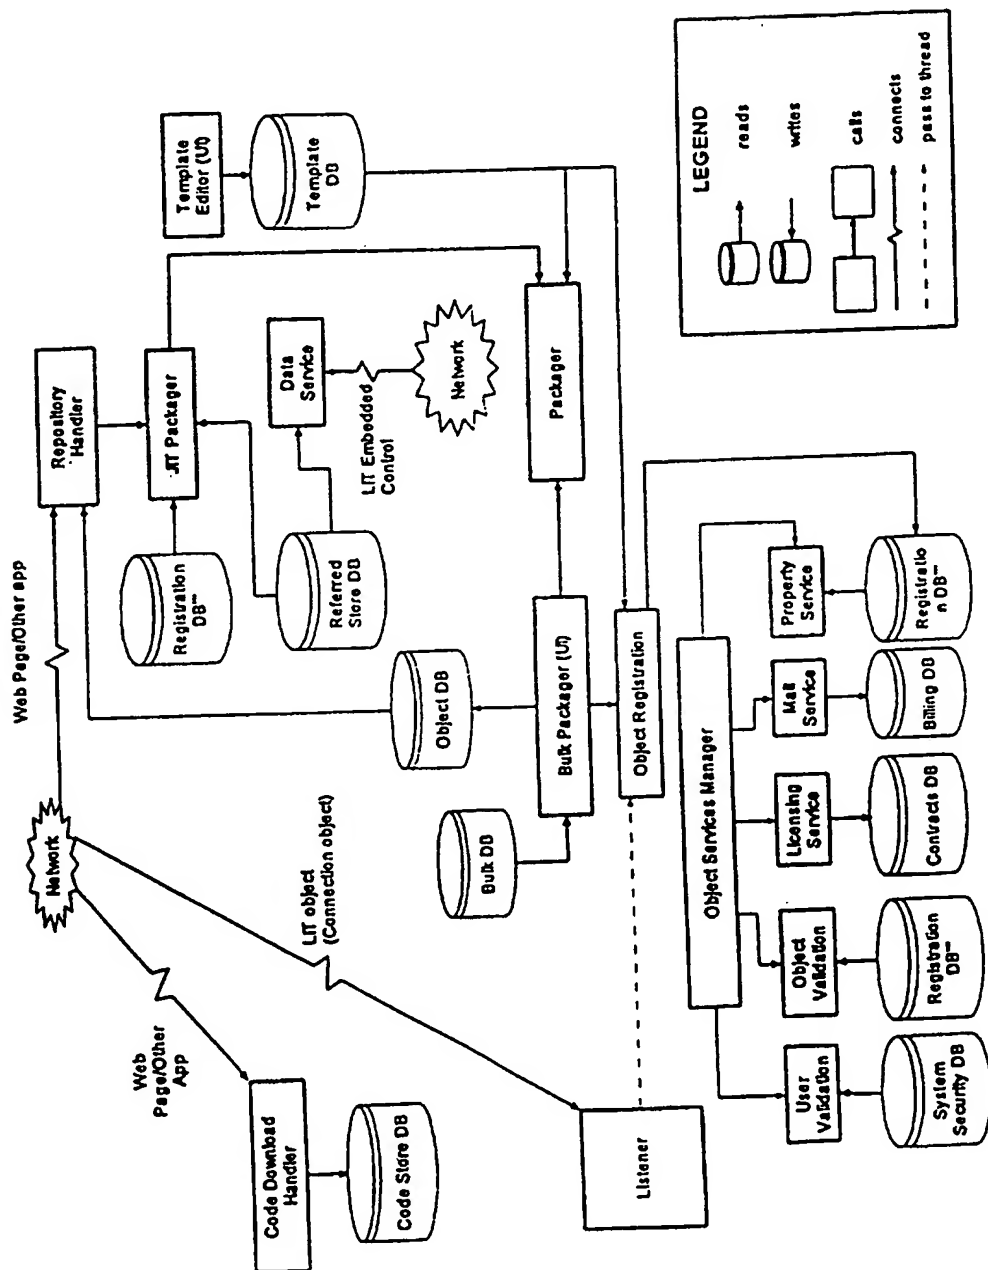 Network
Web Page/Other app
Repository
Handler
Web
Page/Other
App
JIT Packager
Template
Editor (UI)
Registration
DB
Template
DB
Code Download
Handler
LIT object
(Connection object)
Referred
Store DB
Data
Service
Code Store DB
Object DB
LIT Embedded
Control
Network
Bulk DB
Bulk Packager (UI)
Packager
Listener
Object Registration
Object Services Manager
User
Validation
Object
Validation
Licensing
Service
Mail
Service
Property
Service
System
Security DB
Registration
DB
Contracts DB
Billing DB
Registratio
n DB
LEGEND
reads
writes
calls
connects
pass to thread